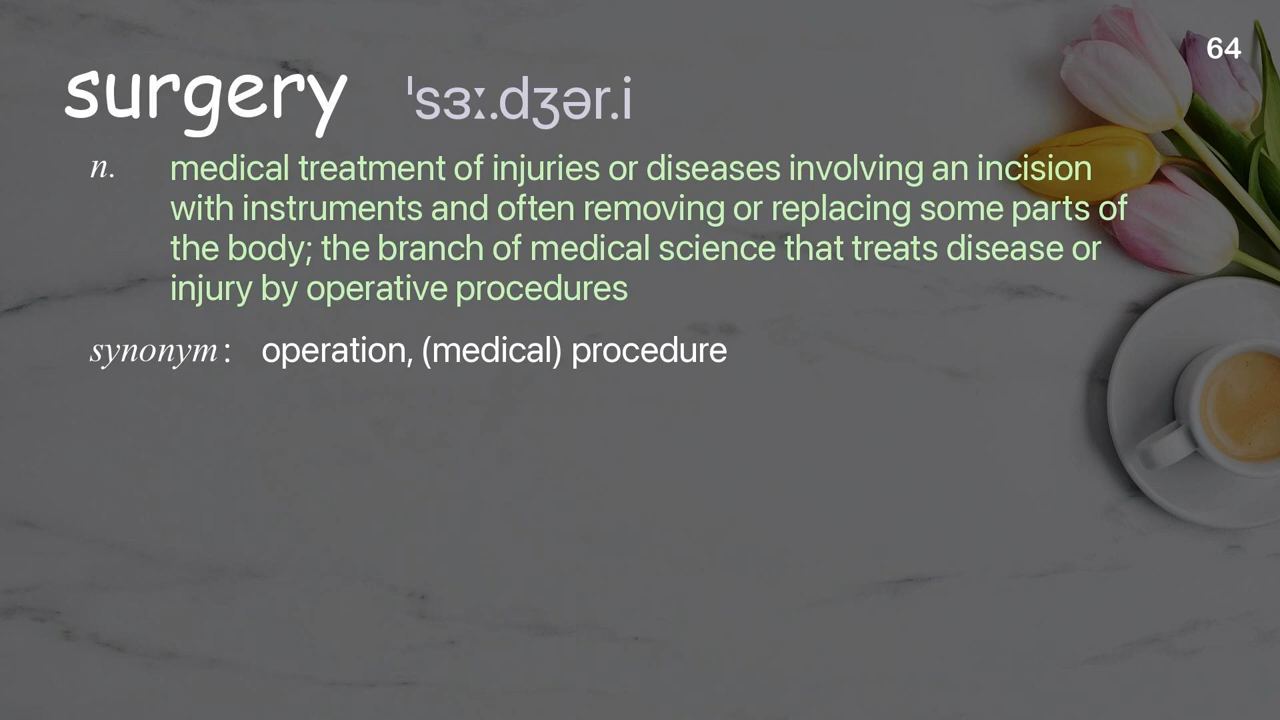 64
surgery ˈsɜː.dʒər.i
n. medical treatment of injuries or diseases involving an incision
with instruments and often removing or replacing some parts of
the body; the branch of medical science that treats disease or
injury by operative procedures
synonym: operation, (medical) procedure